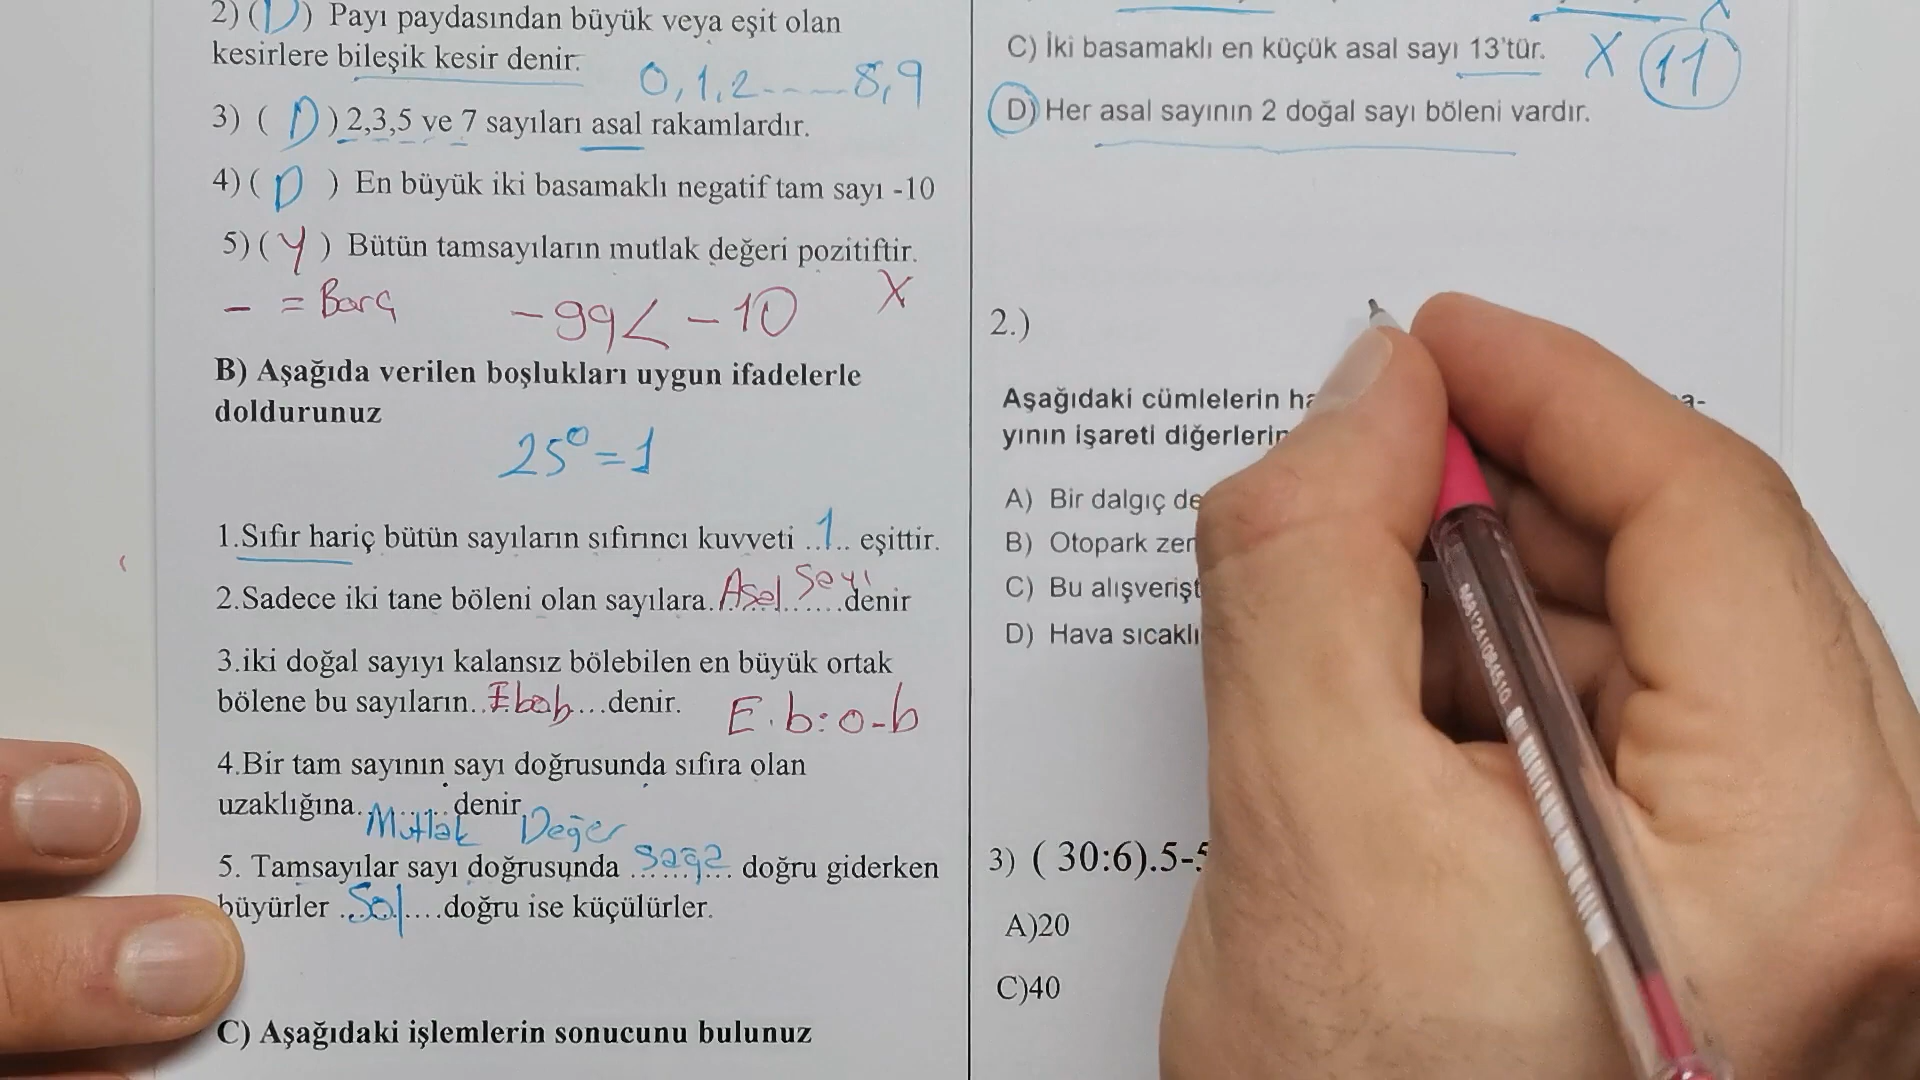 2) (D) Payı paydasından büyük veya eşit olan
kesirlere bileşik kesir denir.
0,1,2----8,9
3) ( D ) 2,3,5 ve 7 sayıları asal rakamlardır.
4) ( D ) En büyük iki basamaklı negatif tam sayı -10
5) ( Y ) Bütün tamsayıların mutlak değeri pozitiftir.
- = Borç -99 < -10 X
B) Aşağıda verilen boşlukları uygun ifadelerle
doldurunuz
25⁰=1
1.Sıfır hariç bütün sayıların sıfırıncı kuvveti ..1.. eşittir.
2.Sadece iki tane böleni olan sayılara. Asal Sayı ......denir
3.iki doğal sayıyı kalansız bölebilen en büyük ortak
bölene bu sayıların..Ebob...denir. E.b:o-b
4.Bir tam sayının sayı doğrusunda sıfıra olan
uzaklığına.........denir
Mutlak Değer
5. Tamsayılar sayı doğrusunda ..sağa.. doğru giderken
büyürler ..Sol....doğru ise küçülürler.
C) Aşağıdaki işlemlerin sonucunu bulunuz
C) İki basamaklı en küçük asal sayı 13'tür. X 11
D) Her asal sayının 2 doğal sayı böleni vardır.
2.)
Aşağıdaki cümlelerin
yının işareti
A) Bir dalgıç
B) Otopark
C) Bu
D) Hava
3) ( 30:6).5-5
A)20
C)40